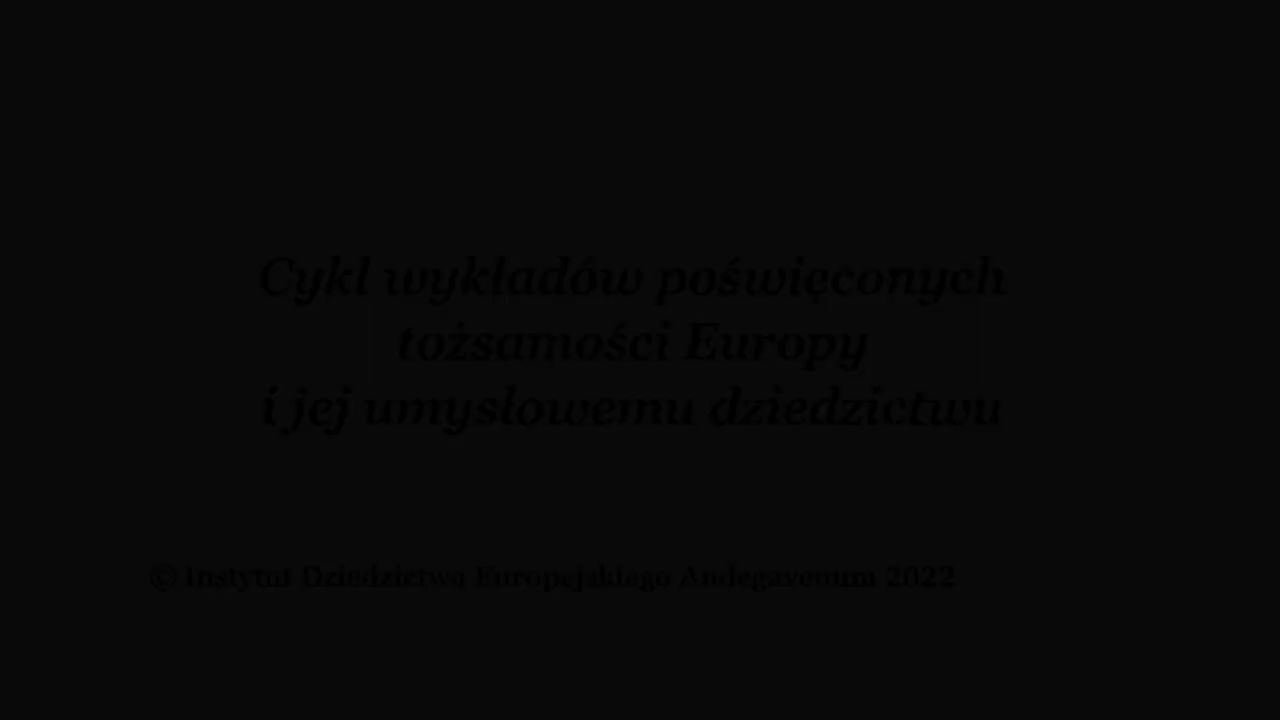 Cykl wykładów poświęconych
tożsamości Europy
i jej umysłowemu dziedzictwu
© Instytut Dziedzictwa Europejskiego Andegavenum 2022